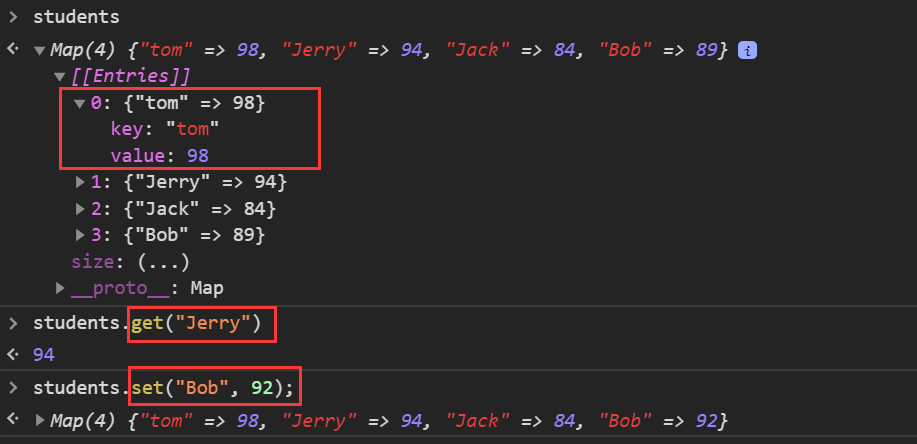 > students
Map(4) {"tom" => 98, "Jerry" => 94, "Jack" => 84, "Bob" => 89} i
[[Entries]]
0: {"tom" => 98}
key: "tom"
value: 98
1: {"Jerry" => 94}
2: {"Jack" => 84}
3: {"Bob" => 89}
size: (...)
__proto__: Map
> students.get("Jerry")
94
> students.set("Bob", 92);
Map(4) {"tom" => 98, "Jerry" => 94, "Jack" => 84, "Bob" => 92}